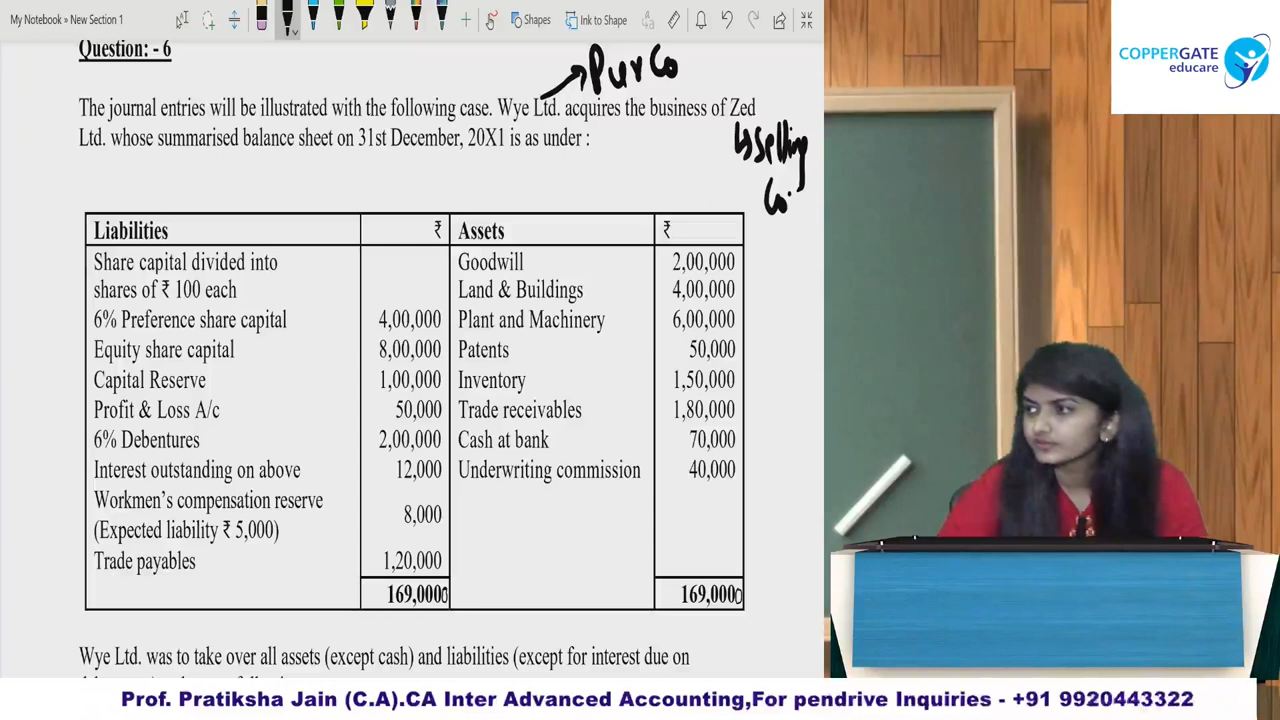 My Notebook » New Section 1
Shapes
Ink to Shape
COPPERGATE
educare
Question: - 6
Pur Co
The journal entries will be illustrated with the following case. Wye Ltd. acquires the business of Zed
Ltd. whose summarised balance sheet on 31st December, 20X1 is as under :
Selling
Co.
Liabilities ₹ Assets ₹
Share capital divided into Goodwill 2,00,000
shares of ₹ 100 each Land & Buildings 4,00,000
6% Preference share capital 4,00,000 Plant and Machinery 6,00,000
Equity share capital 8,00,000 Patents 50,000
Capital Reserve 1,00,000 Inventory 1,50,000
Profit & Loss A/c 50,000 Trade receivables 1,80,000
6% Debentures 2,00,000 Cash at bank 70,000
Interest outstanding on above 12,000 Underwriting commission 40,000
Workmen's compensation reserve 8,000
(Expected liability ₹ 5,000)
Trade payables 1,20,000
169,0000 169,0000
Wye Ltd. was to take over all assets (except cash) and liabilities (except for interest due on
Prof. Pratiksha Jain (C.A).CA Inter Advanced Accounting,For pendrive Inquiries - +91 9920443322